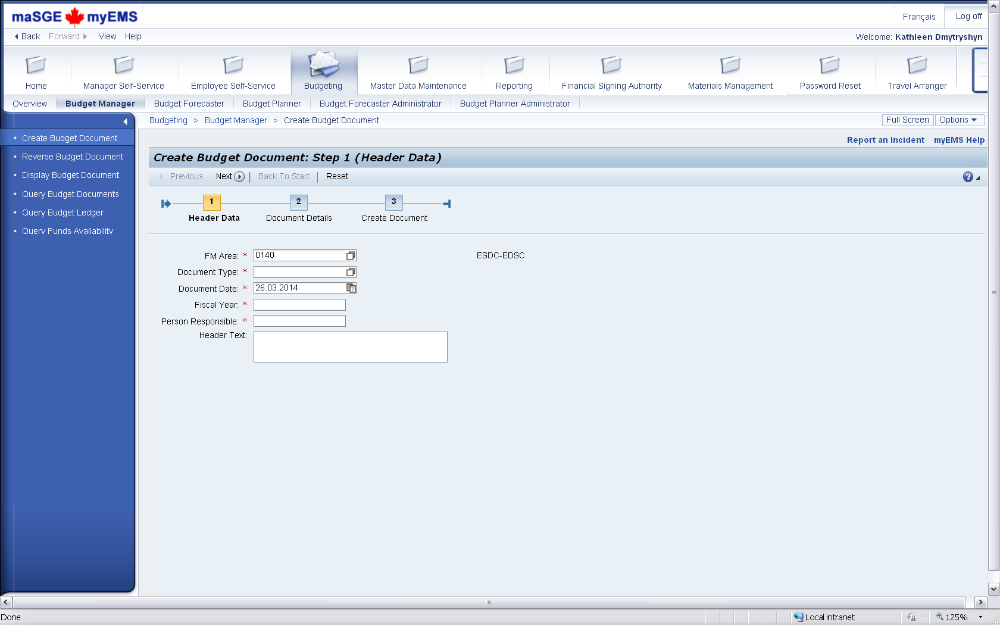 maSGE myEMS
Français
Log off
Back Forward View Help
Welcome: Kathleen Dmytryshyn
Home
Manager Self-Service
Employee Self-Service
Budgeting
Master Data Maintenance
Reporting
Financial Signing Authority
Materials Management
Password Reset
Travel Arranger
Overview
Budget Manager
Budget Forecaster
Budget Planner
Budget Forecaster Administrator
Budget Planner Administrator
Budgeting > Budget Manager > Create Budget Document
Full Screen
Options
• Create Budget Document
• Reverse Budget Document
• Display Budget Document
• Query Budget Documents
• Query Budget Ledger
• Query Funds Availability
Report an Incident
myEMS Help
Create Budget Document: Step 1 (Header Data)
Previous Next Back To Start Reset
?
1
2
3
Header Data
Document Details
Create Document
FM Area: * 0140 ESDC-EDSC
Document Type: *
Document Date: * 26.03.2014
Fiscal Year: *
Person Responsible: *
Header Text:
Done
Local intranet
125%